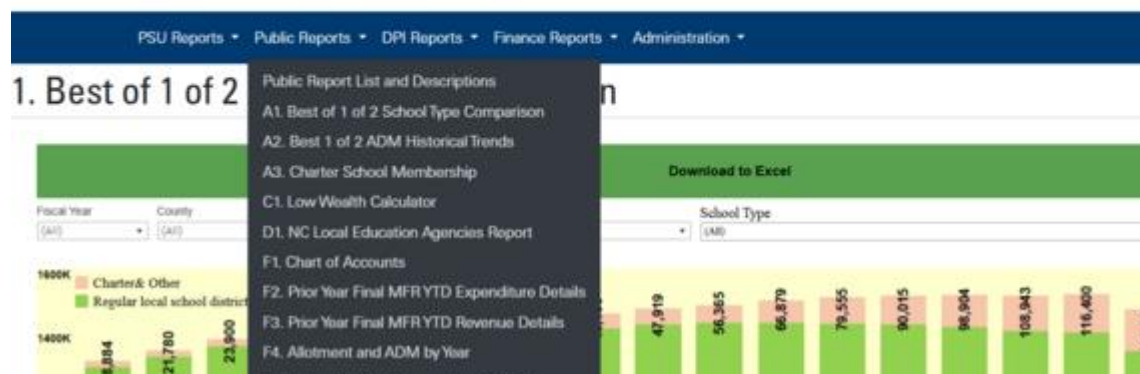 PSU Reports Public Reports DPI Reports Finance Reports Administration
1. Best of 1 of 2 n
Public Report List and Descriptions
A1. Best of 1 of 2 School Type Comparison
A2. Best 1 of 2 ADM Historical Trends
A3. Charter School Membership
C1. Low Wealth Calculator
D1. NC Local Education Agencies Report
F1. Chart of Accounts
F2. Prior Year Final MFR YTD Expenditure Details
F3. Prior Year Final MFR YTD Revenue Details
F4. Allotment and ADM by Year
Download to Excel
Fiscal Year County School Type
(All) (All) (All)
1600K
Charter& Other
Regular local school district
1400K
8,884 21,780 23,900 47,919 56,365 66,879 79,555 90,015 98,904 108,943 116,400